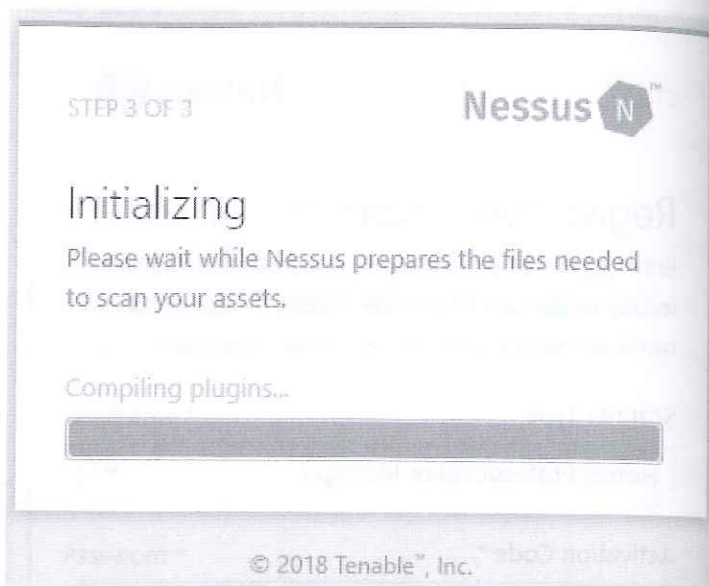 STEP 3 OF 3
Nessus N™
Initializing
Please wait while Nessus prepares the files needed
to scan your assets.
Compiling plugins...
© 2018 Tenable™, Inc.